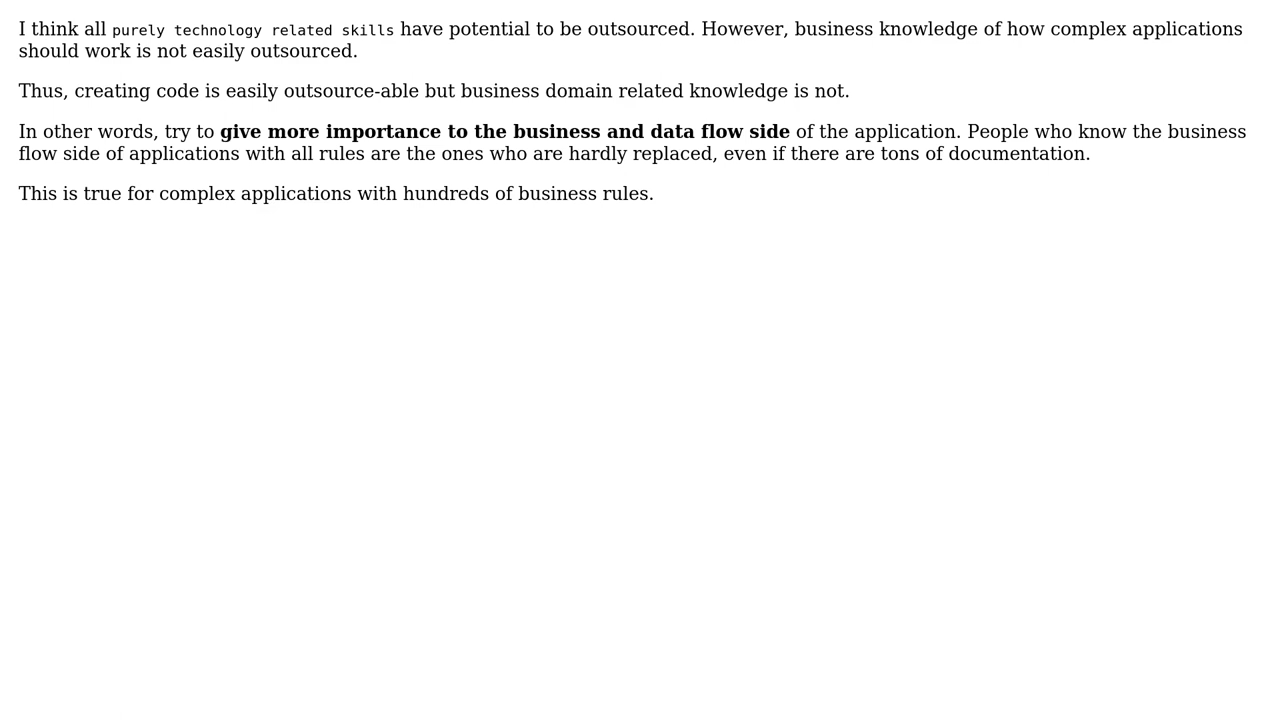 I think all purely technology related skills have potential to be outsourced. However, business knowledge of how complex applications
should work is not easily outsourced.
Thus, creating code is easily outsource-able but business domain related knowledge is not.
In other words, try to give more importance to the business and data flow side of the application. People who know the business
flow side of applications with all rules are the ones who are hardly replaced, even if there are tons of documentation.
This is true for complex applications with hundreds of business rules.